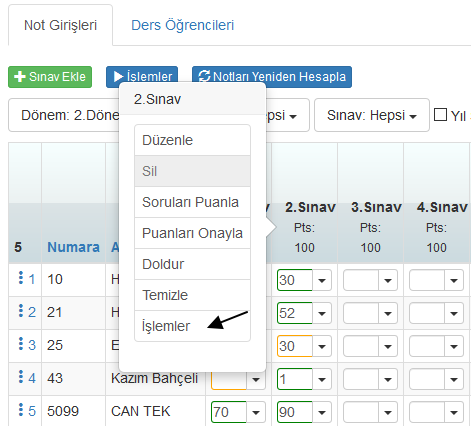 Not Girişleri Ders Öğrencileri
Sınav Ekle İşlemler Notları Yeniden Hesapla
Dönem: 2.Döne epsi Sınav: Hepsi Yıl
2.Sınav
Düzenle
Sil
Soruları Puanla
Puanları Onayla
Doldur
Temizle
İşlemler
5 Numara A v 2.Sınav 3.Sınav 4.Sınav
Pts: Pts: Pts:
100 100 100
1 10 H 30
2 21 H 52
3 25 E 30
4 43 Kazım Bahçeli 1
5 5099 CAN TEK 70 90